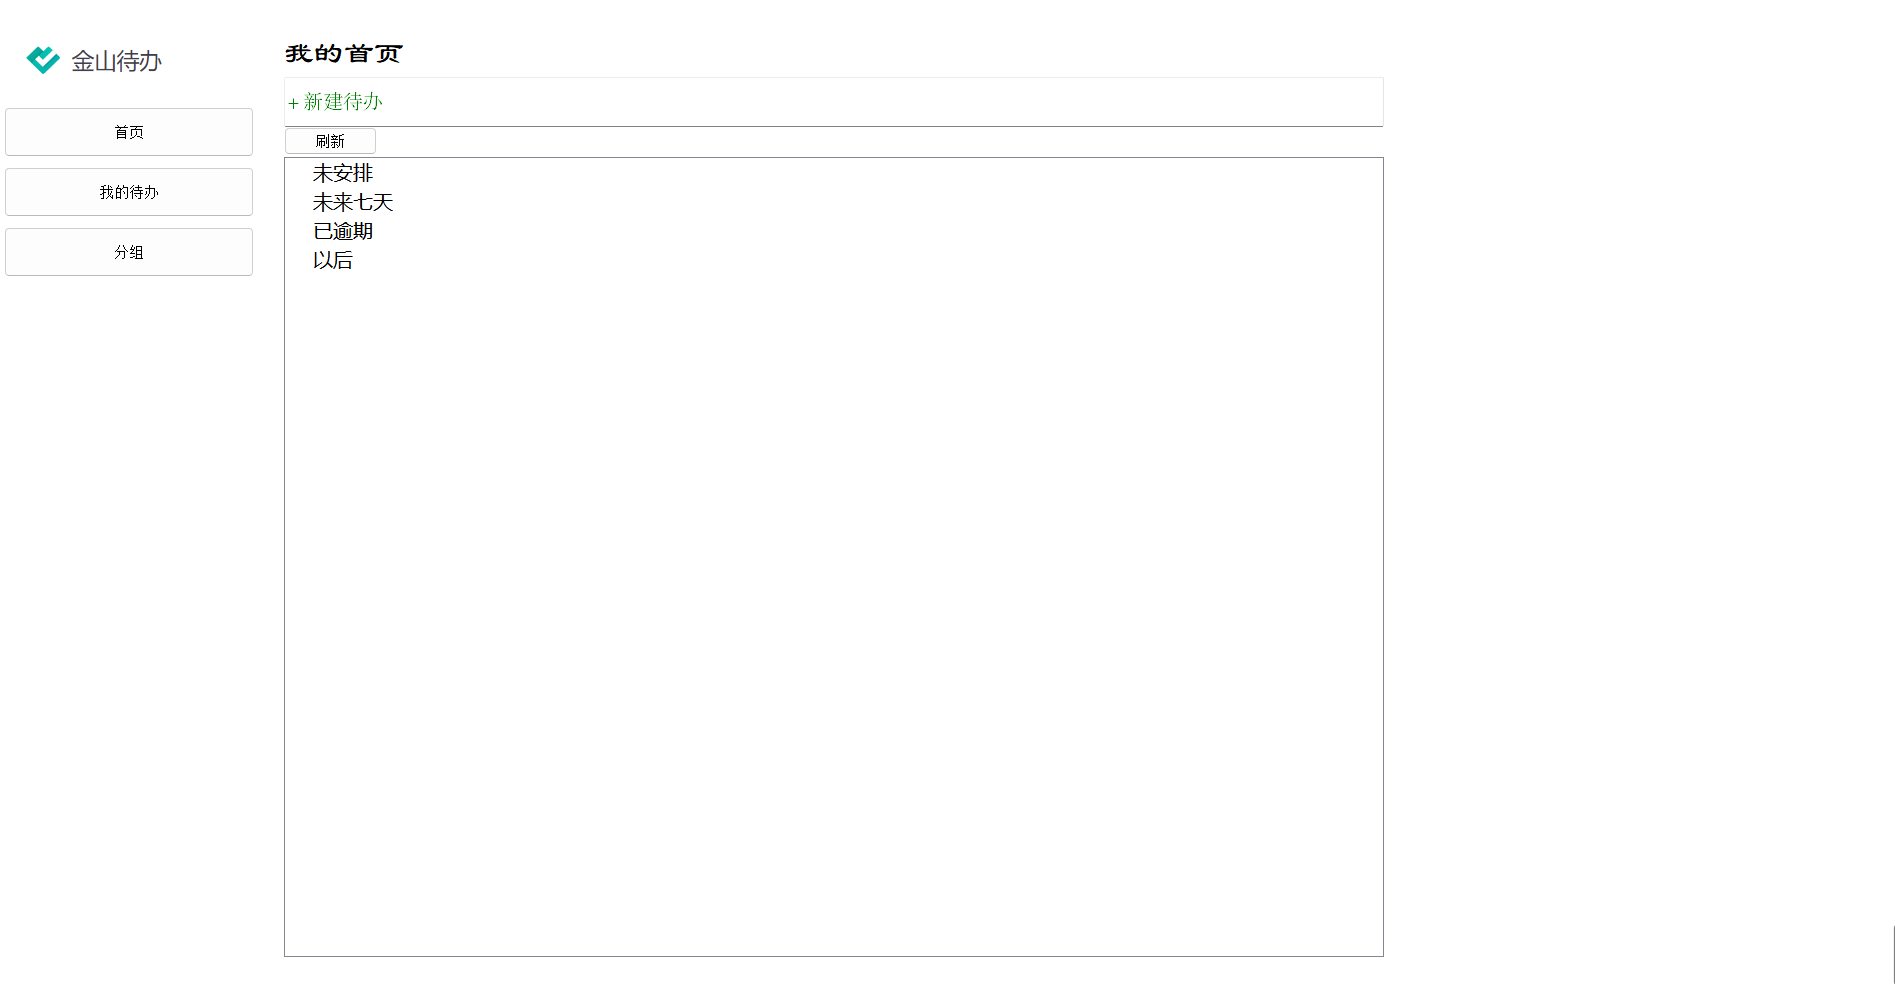 金山待办
首页
我的待办
分组
我的首页
+ 新建待办
刷新
未安排
未来七天
已逾期
以后